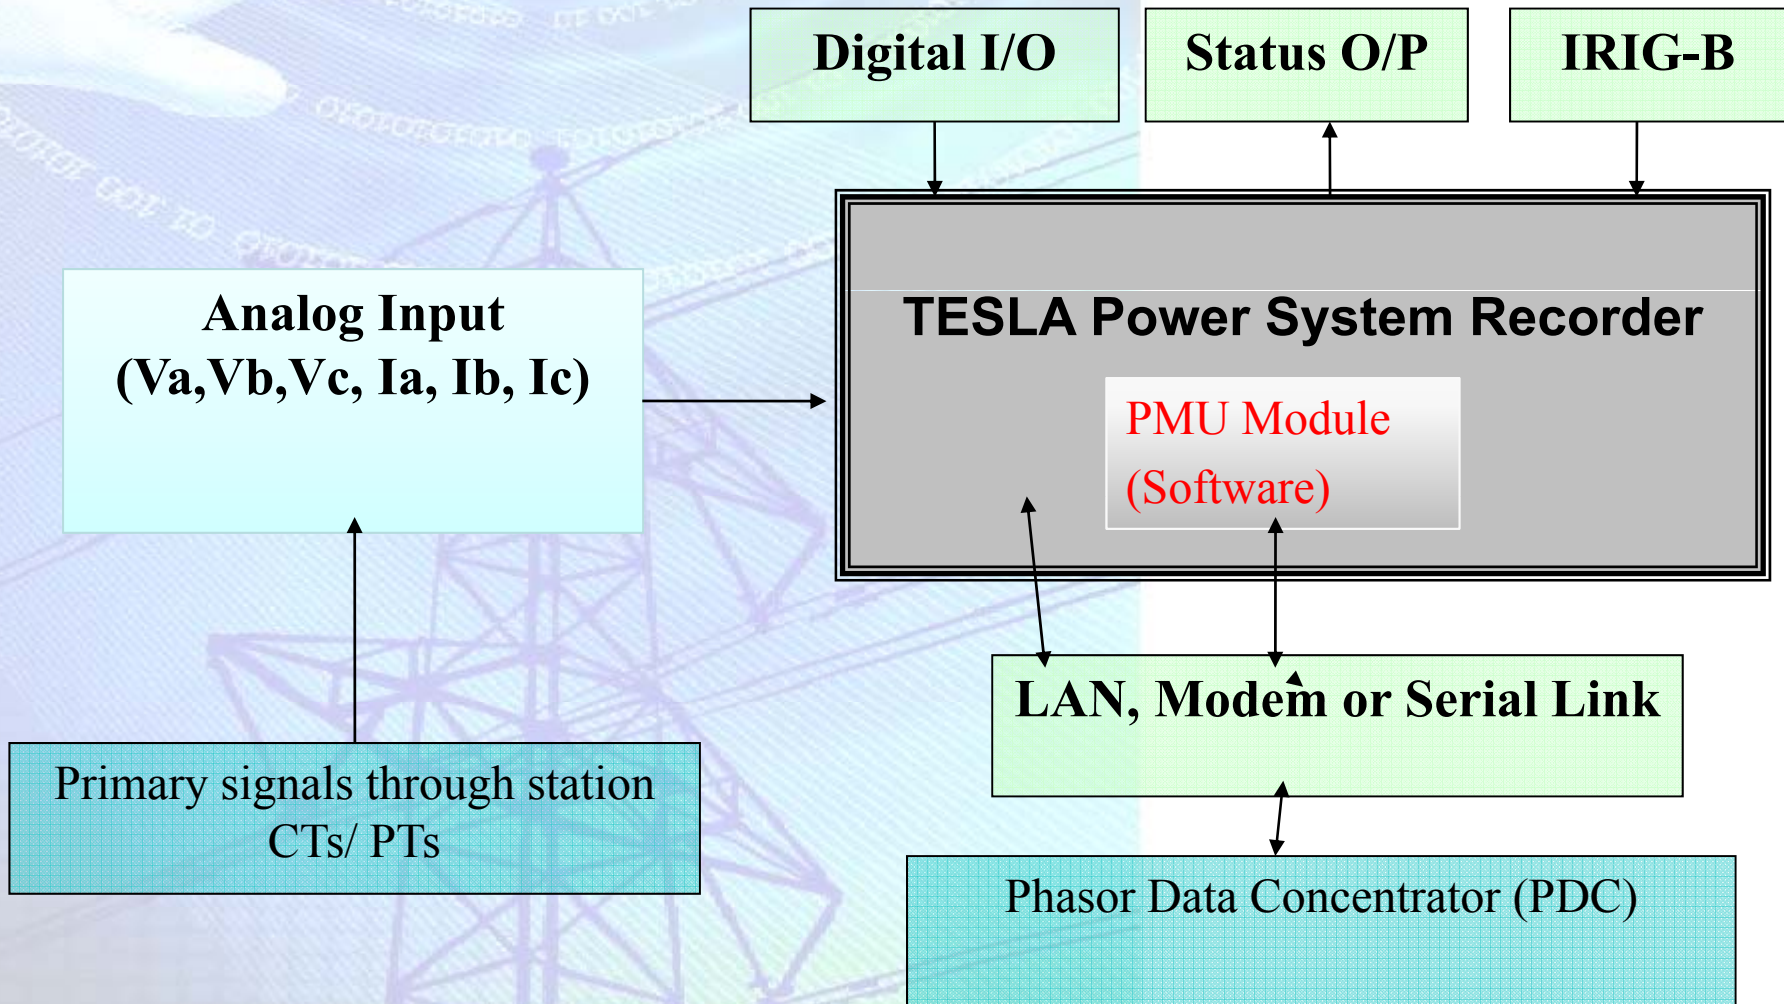 Digital I/O
Status O/P
IRIG-B
Analog Input
(Va,Vb,Vc, Ia, Ib, Ic)
TESLA Power System Recorder
PMU Module
(Software)
LAN, Modem or Serial Link
Primary signals through station
CTs/ PTs
Phasor Data Concentrator (PDC)